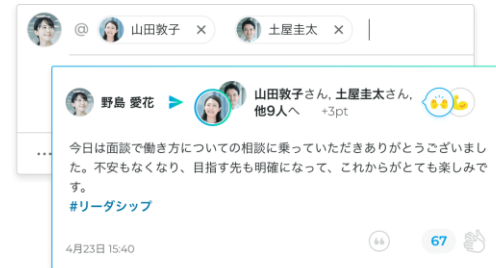 @ 山田敦子 × 土屋圭太 ×
野島 愛花
山田敦子さん, 土屋圭太さん,
他9人へ +3pt
今日は面談で働き方についての相談に乗っていただきありがとうございまし
た。不安もなくなり、目指す先も明確になって、これからがとても楽しみで
す。
#リーダシップ
4月23日 15:40
67